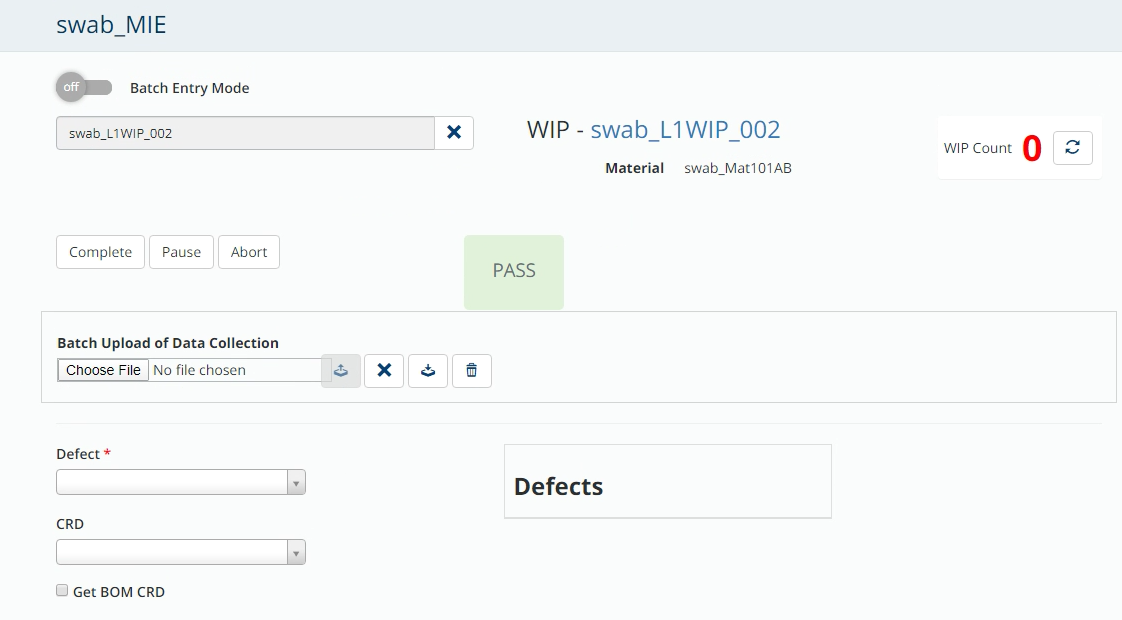 swab_MIE
off Batch Entry Mode
swab_L1WIP_002
WIP - swab_L1WIP_002
Material swab_Mat101AB
WIP Count 0
Complete Pause Abort
PASS
Batch Upload of Data Collection
Choose File No file chosen
Defect *
Defects
CRD
Get BOM CRD